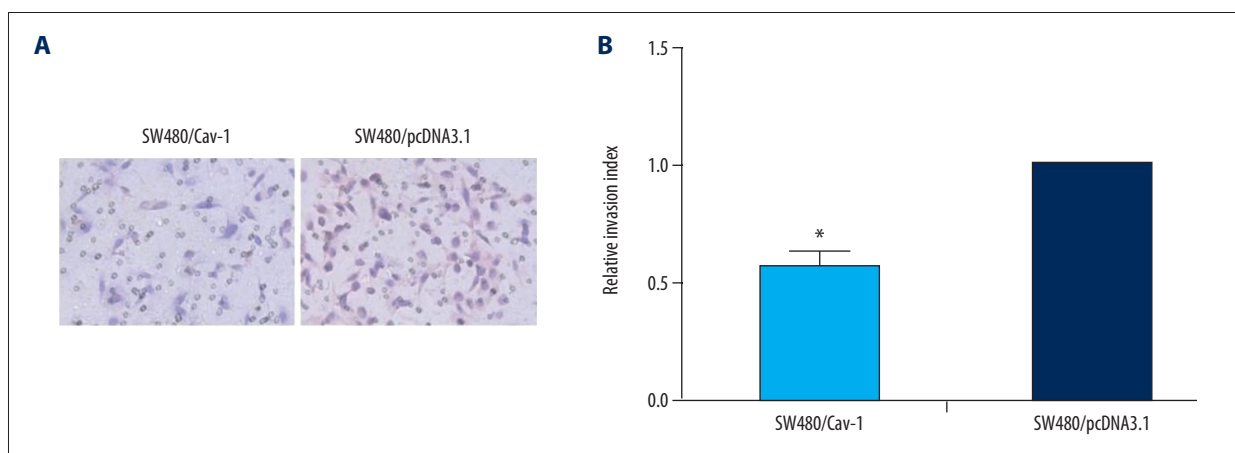 A
SW480/Cav-1
SW480/pcDNA3.1
B
Relative invasion index
1.5
1.0
0.5
0.0
*
SW480/Cav-1
SW480/pcDNA3.1